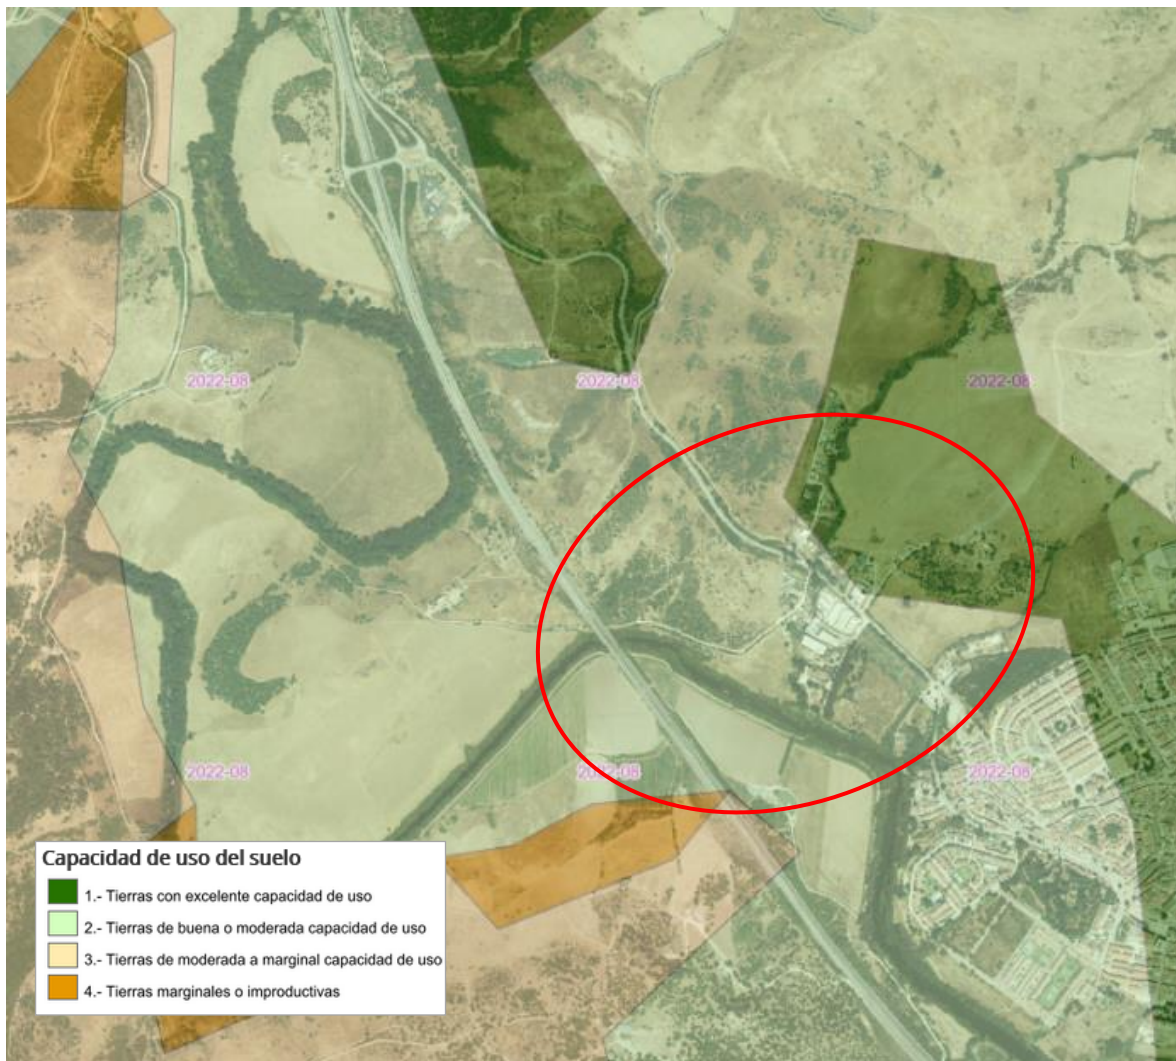 2022-08
2022-08
2022-08
2022-08
2022-08
2022-08
Capacidad de uso del suelo
1.- Tierras con excelente capacidad de uso
2.- Tierras de buena o moderada capacidad de uso
3.- Tierras de moderada a marginal capacidad de uso
4.- Tierras marginales o improductivas